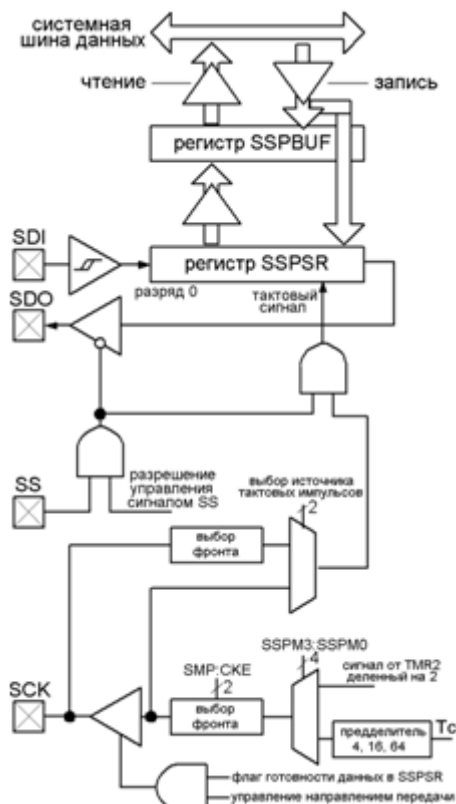 системная
шина данных
чтение
запись
регистр SSPBUF
SDI
регистр SSPSR
разряд 0
тактовый
сигнал
SDO
разрешение
управления
сигналом SS
SS
выбор источника
тактовых импульсов
2
выбор
фронта
SSPM3:SSPM0
4
сигнал от TMR2
деленный на 2
SMP:CKE
2
SCK
выбор
фронта
предделитель
4, 16, 64
Tc
флаг готовности данных в SSPSR
управление направлением передачи